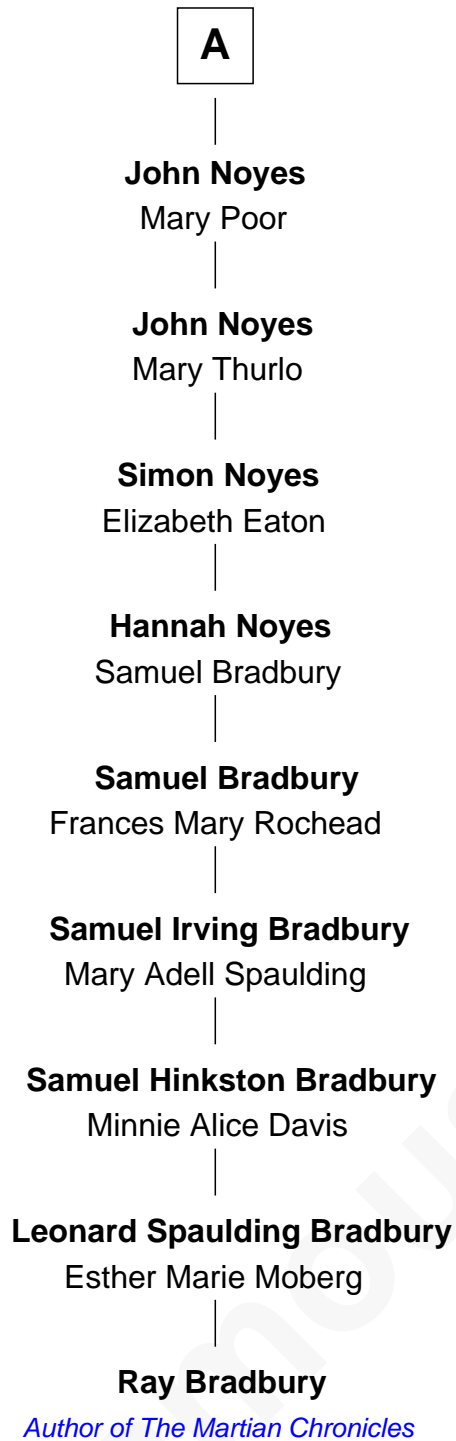 A
John Noyes
Mary Poor
John Noyes
Mary Thurlo
Simon Noyes
Elizabeth Eaton
Hannah Noyes
Samuel Bradbury
Samuel Bradbury
Frances Mary Rochead
Samuel Irving Bradbury
Mary Adell Spaulding
Samuel Hinkston Bradbury
Minnie Alice Davis
Leonard Spaulding Bradbury
Esther Marie Moberg
Ray Bradbury
Author of The Martian Chronicles